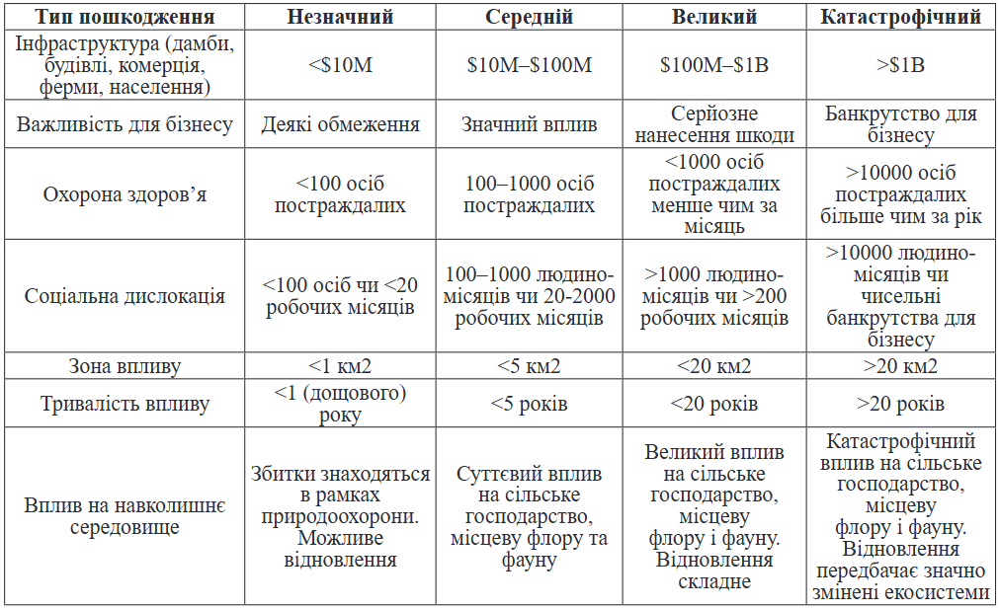 Тип пошкодження
Незначний
Середній
Великий
Катастрофічний
Інфраструктура (дамби,
будівлі, комерція,
ферми, населення)
<$10М
$10М–$100М
$100М–$1В
>$1В
Важливість для бізнесу
Деякі обмеження
Значний вплив
Серйозне
нанесення шкоди
Банкрутство для
бізнесу
Охорона здоров’я
<100 осіб
постраждалих
100–1000 осіб
постраждалих
<1000 осіб
постраждалих
менше чим за
місяць
>10000 осіб
постраждалих
більше чим за рік
Соціальна дислокація
<100 осіб чи <20
робочих місяців
100–1000 людино-
місяців чи 20-2000
робочих місяців
>1000 людино-
місяців чи >200
робочих місяців
>10000 людино-
місяців чи
чисельні
банкрутства для
бізнесу
Зона впливу
<1 км2
<5 км2
<20 км2
>20 км2
Тривалість впливу
<1 (дощового)
року
<5 років
<20 років
>20 років
Вплив на навколишнє
середовище
Збитки знаходяться
в рамках
природоохорони.
Можливе
відновлення
Суттєвий вплив
на сільське
господарство,
місцеву флору та
фауну
Великий вплив
на сільське
господарство,
місцеву
флору і фауну.
Відновлення
складне
Катастрофічний
вплив на сільське
господарство,
місцеву
флору і фауну.
Відновлення
передбачає значно
змінені екосистеми